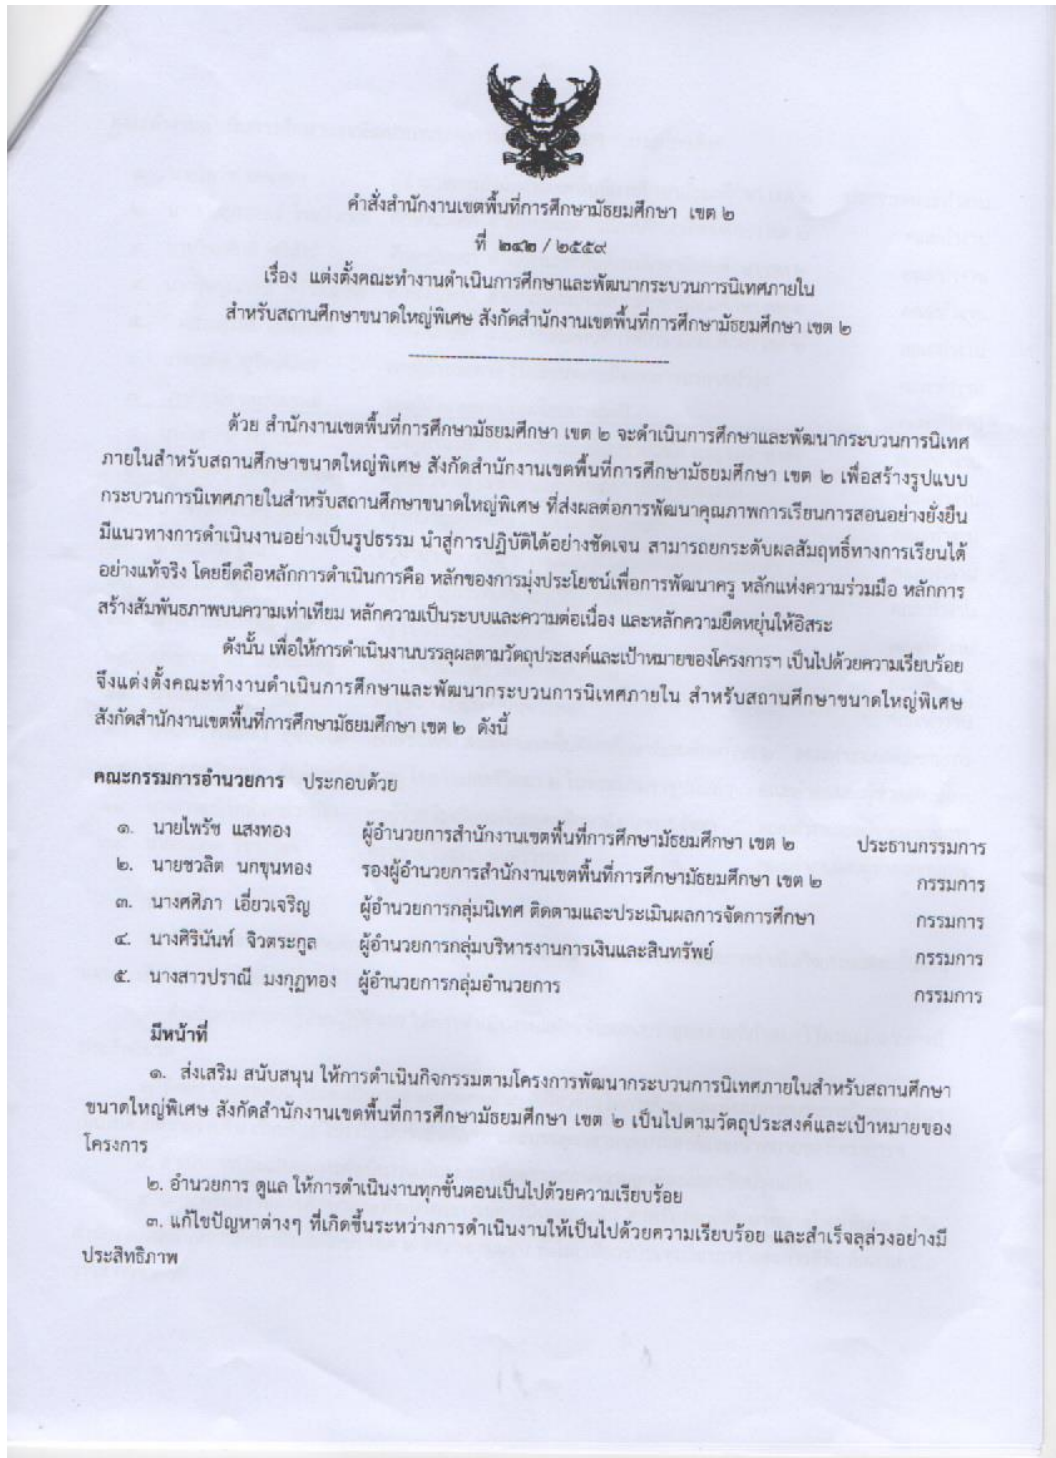 คำสั่งสำนักงานเขตพื้นที่การศึกษามัธยมศึกษา เขต ๒
ที่ ๒๔๒ / ๒๕๕๙
เรื่อง แต่งตั้งคณะทำงานดำเนินการศึกษาและพัฒนากระบวนการนิเทศภายใน
สำหรับสถานศึกษาขนาดใหญ่พิเศษ สังกัดสำนักงานเขตพื้นที่การศึกษามัธยมศึกษา เขต ๒
ด้วย สำนักงานเขตพื้นที่การศึกษามัธยมศึกษา เขต ๒ จะดำเนินการศึกษาและพัฒนากระบวนการนิเทศ
ภายในสำหรับสถานศึกษาขนาดใหญ่พิเศษ สังกัดสำนักงานเขตพื้นที่การศึกษามัธยมศึกษา เขต ๒ เพื่อสร้างรูปแบบ
กระบวนการนิเทศภายในสำหรับสถานศึกษาขนาดใหญ่พิเศษ ที่ส่งผลต่อการพัฒนาคุณภาพการเรียนการสอนอย่างยั่งยืน
มีแนวทางการดำเนินงานอย่างเป็นรูปธรรม นำสู่การปฏิบัติได้อย่างชัดเจน สามารถยกระดับผลสัมฤทธิ์ทางการเรียนได้
อย่างแท้จริง โดยยึดถือหลักการดำเนินการคือ หลักของการมุ่งประโยชน์เพื่อการพัฒนาครู หลักแห่งความร่วมมือ หลักการ
สร้างสัมพันธภาพบนความเท่าเทียม หลักความเป็นระบบและความต่อเนื่อง และหลักความยืดหยุ่นให้อิสระ
ดังนั้น เพื่อให้การดำเนินงานบรรลุผลตามวัตถุประสงค์และเป้าหมายของโครงการฯ เป็นไปด้วยความเรียบร้อย
จึงแต่งตั้งคณะทำงานดำเนินการศึกษาและพัฒนากระบวนการนิเทศภายใน สำหรับสถานศึกษาขนาดใหญ่พิเศษ
สังกัดสำนักงานเขตพื้นที่การศึกษามัธยมศึกษา เขต ๒ ดังนี้
คณะกรรมการอำนวยการ ประกอบด้วย
๑. นายไพรัช แสงทอง ผู้อำนวยการสำนักงานเขตพื้นที่การศึกษามัธยมศึกษา เขต ๒ ประธานกรรมการ
๒. นายชวลิต นกขุนทอง รองผู้อำนวยการสำนักงานเขตพื้นที่การศึกษามัธยมศึกษา เขต ๒ กรรมการ
๓. นางศศิภา เอี่ยวเจริญ ผู้อำนวยการกลุ่มนิเทศ ติดตามและประเมินผลการจัดการศึกษา กรรมการ
๔. นางศิรินันท์ จิวตระกูล ผู้อำนวยการกลุ่มบริหารงานการเงินและสินทรัพย์ กรรมการ
๕. นางสาวปราณี มงกุฎทอง ผู้อำนวยการกลุ่มอำนวยการ กรรมการ
มีหน้าที่
๑. ส่งเสริม สนับสนุน ให้การดำเนินกิจกรรมตามโครงการพัฒนากระบวนการนิเทศภายในสำหรับสถานศึกษา
ขนาดใหญ่พิเศษ สังกัดสำนักงานเขตพื้นที่การศึกษามัธยมศึกษา เขต ๒ เป็นไปตามวัตถุประสงค์และเป้าหมายของ
โครงการ
๒. อำนวยการ ดูแล ให้การดำเนินงานทุกขั้นตอนเป็นไปด้วยความเรียบร้อย
๓. แก้ไขปัญหาต่างๆ ที่เกิดขึ้นระหว่างการดำเนินงานให้เป็นไปด้วยความเรียบร้อย และสำเร็จลุล่วงอย่างมี
ประสิทธิภาพ